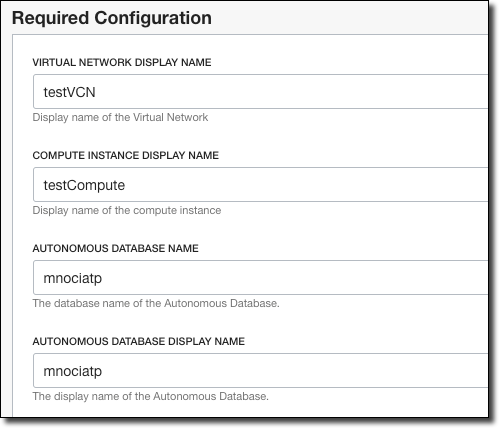 Required Configuration
VIRTUAL NETWORK DISPLAY NAME
testVCN
Display name of the Virtual Network
COMPUTE INSTANCE DISPLAY NAME
testCompute
Display name of the compute instance
AUTONOMOUS DATABASE NAME
mnociatp
The database name of the Autonomous Database.
AUTONOMOUS DATABASE DISPLAY NAME
mnociatp
The display name of the Autonomous Database.